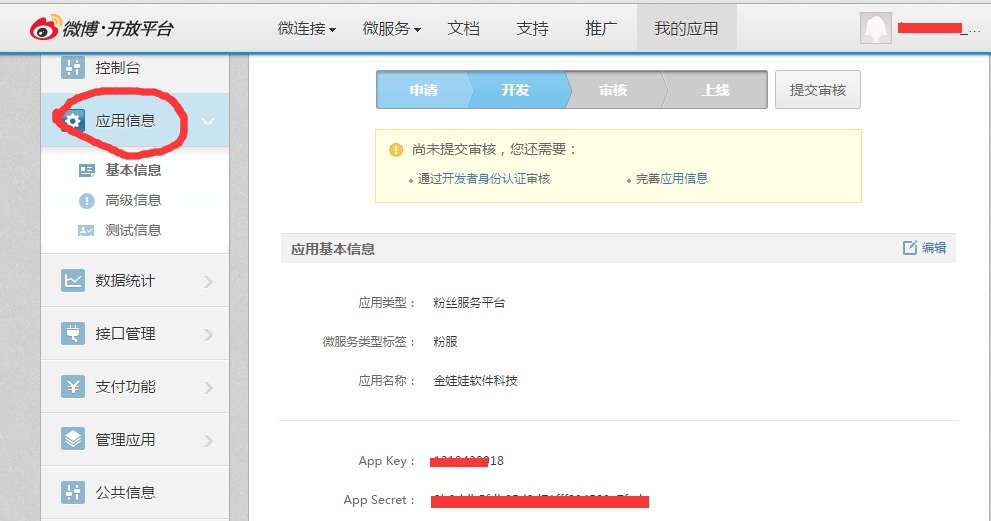 微博·开放平台 微连接 微服务 文档 支持 推广 我的应用
控制台
应用信息
基本信息
高级信息
测试信息
数据统计
接口管理
支付功能
管理应用
公共信息
申请 开发 审核 上线 提交审核
尚未提交审核，您还需要：
通过开发者身份认证审核 完善应用信息
应用基本信息 编辑
应用类型： 粉丝服务平台
微服务类型标签： 粉服
应用名称： 金娃娃软件科技
App Key： 18
App Secret：